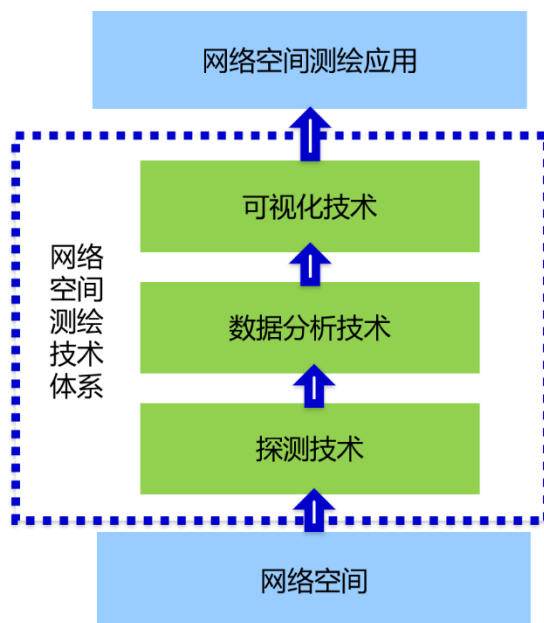 网络空间测绘应用
可视化技术
网络
空间
测绘
技术
体系
数据分析技术
探测技术
网络空间